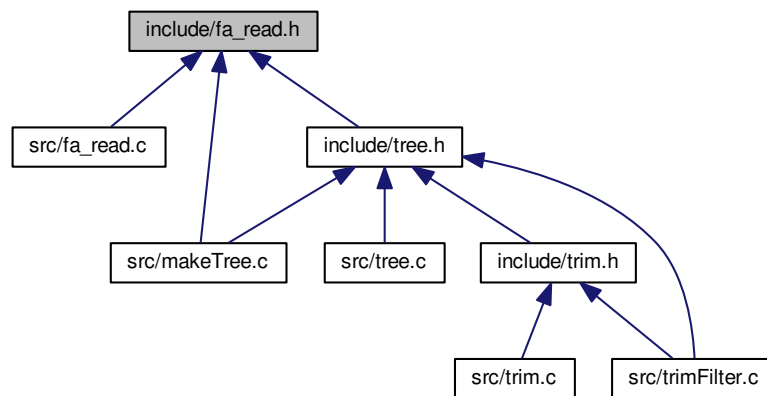 include/fa_read.h
src/fa_read.c
include/tree.h
src/makeTree.c
src/tree.c
include/trim.h
src/trim.c
src/trimFilter.c